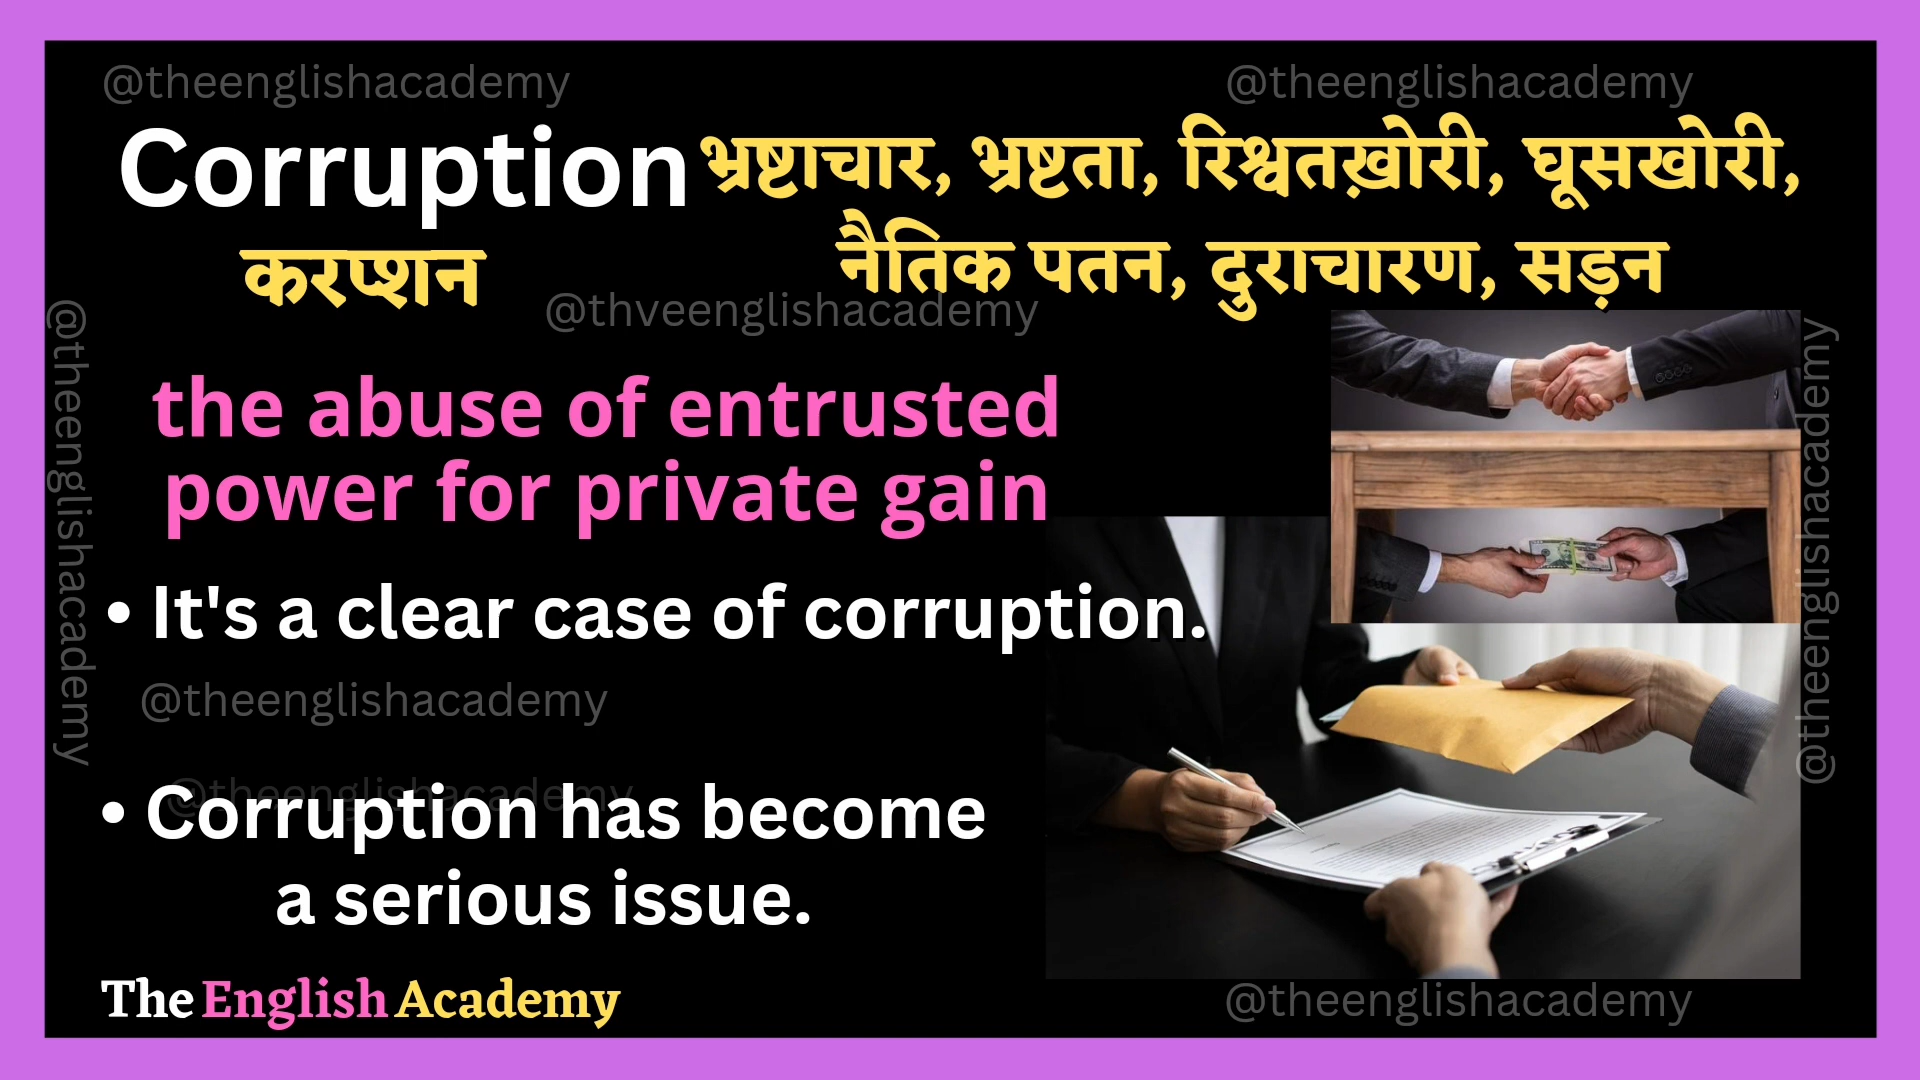 @theenglishacademy
@theenglishacademy
Corruption
भ्रष्टाचार, भ्रष्टता, रिश्वतख़ोरी, घूसखोरी,
नैतिक पतन, दुराचारण, सड़न
करप्शन
@thveenglishacademy
@theenglishacademy
@theenglishacademy
the abuse of entrusted
power for private gain
• It's a clear case of corruption.
@theenglishacademy
@theenglishacademy
• Corruption has become
a serious issue.
The English Academy
@theenglishacademy